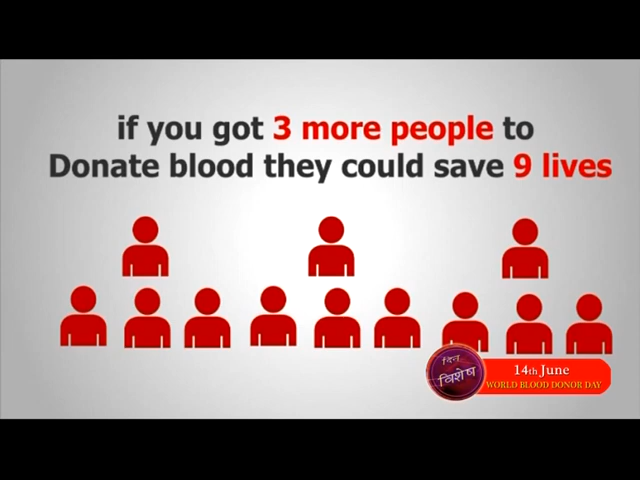 if you got 3 more people to
Donate blood they could save 9 lives
दिन
विशेष
14th June
WORLD BLOOD DONOR DAY